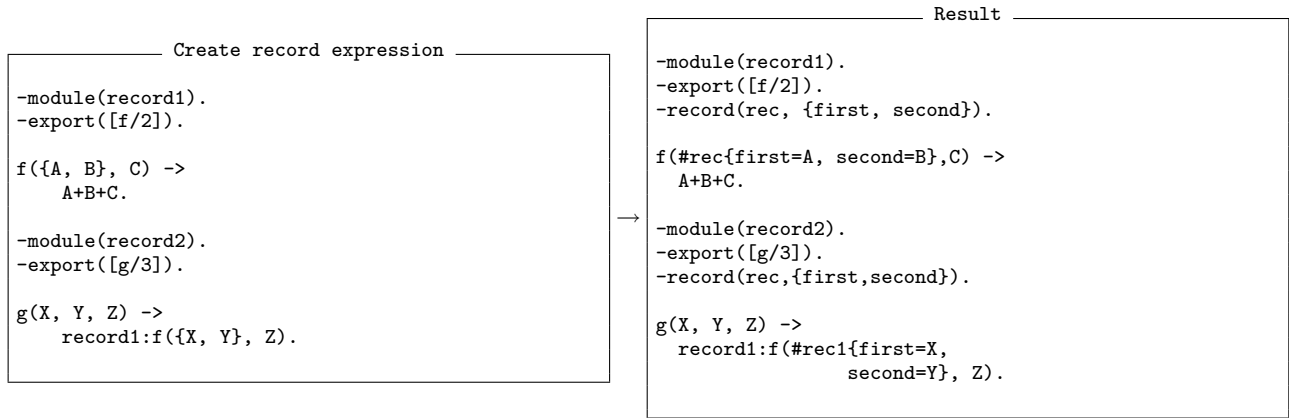 Create record expression
-module(record1).
-export([f/2]).
f({A, B}, C) ->
    A+B+C.
-module(record2).
-export([g/3]).
g(X, Y, Z) ->
    record1:f({X, Y}, Z).
→
Result
-module(record1).
-export([f/2]).
-record(rec, {first, second}).
f(#rec{first=A, second=B},C) ->
  A+B+C.
-module(record2).
-export([g/3]).
-record(rec,{first,second}).
g(X, Y, Z) ->
  record1:f(#rec1{first=X,
                  second=Y}, Z).